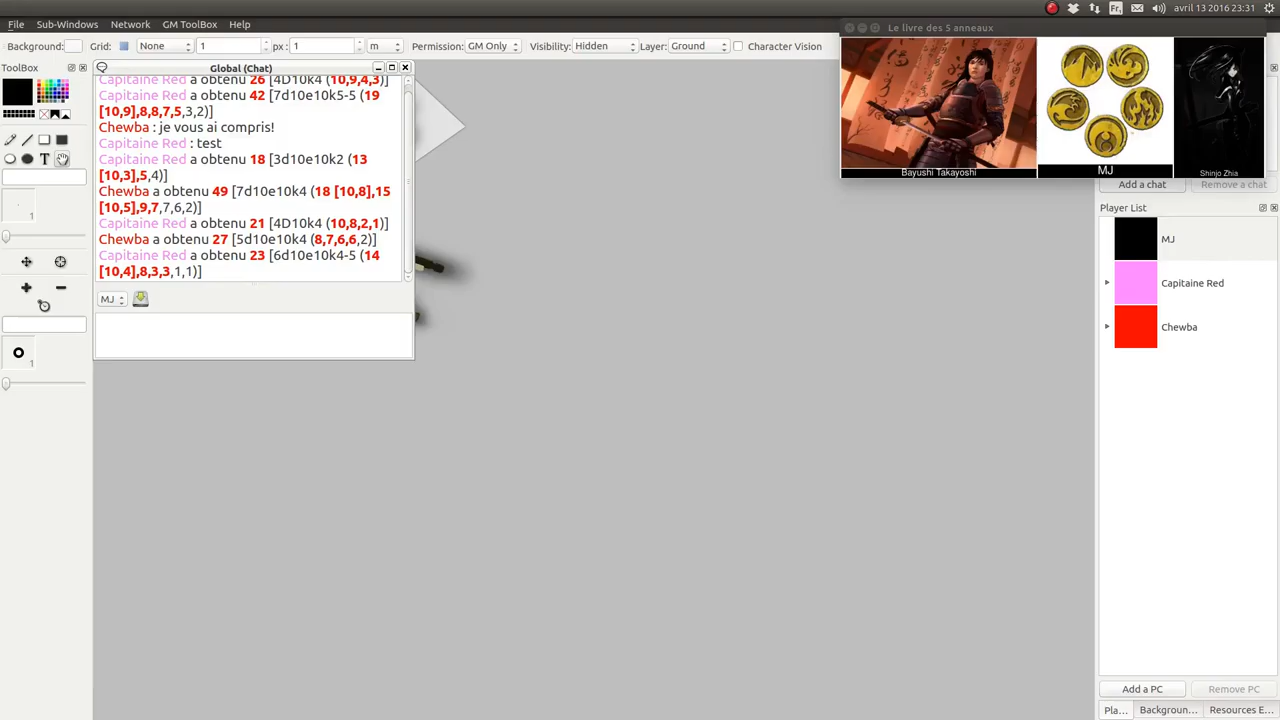 Fr
avril 13 2016 23:31
File Sub-Windows Network GM ToolBox Help
Le livre des 5 anneaux
Background: Grid: None 1 px : 1 m Permission: GM Only Visibility: Hidden Layer: Ground Character Vision
ToolBox
Global (Chat)
Capitaine Red a obtenu 26 [4D10k4 (10,9,4,3)]
Capitaine Red a obtenu 42 [7d10e10k5-5 (19
[10,9],8,8,7,5,3,2)]
Chewba : je vous ai compris!
Capitaine Red : test
Capitaine Red a obtenu 18 [3d10e10k2 (13
[10,3],5,4)]
Chewba a obtenu 49 [7d10e10k4 (18 [10,8],15
[10,5],9,7,7,6,2)]
Capitaine Red a obtenu 21 [4D10k4 (10,8,2,1)]
Chewba a obtenu 27 [5d10e10k4 (8,7,6,6,2)]
Capitaine Red a obtenu 23 [6d10e10k4-5 (14
[10,4],8,3,3,1,1)]
MJ
1
1
Bayushi Takayoshi
MJ
Shinjo Zhia
Add a chat Remove a chat
Player List
MJ
Capitaine Red
Chewba
Add a PC Remove PC
Pla... Backgroun... Resources E...